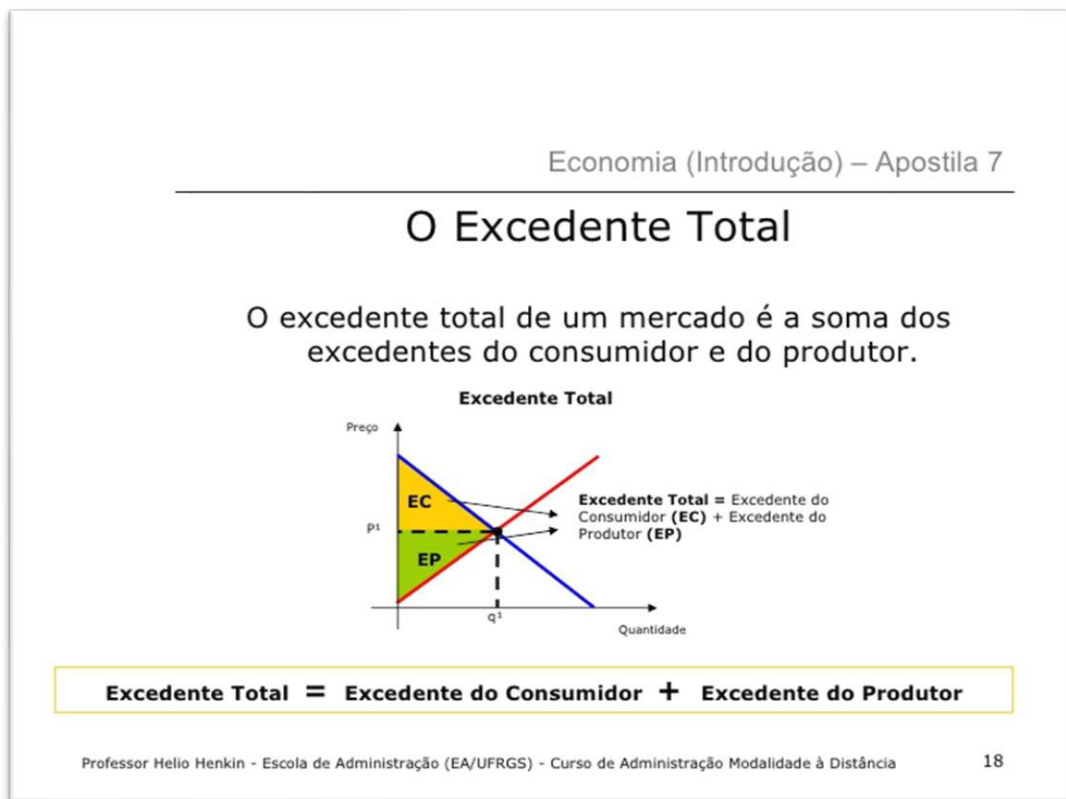 Economia (Introdução) – Apostila 7
O Excedente Total
O excedente total de um mercado é a soma dos
excedentes do consumidor e do produtor.
Excedente Total
Preço
EC
P¹
EP
Excedente Total = Excedente do
Consumidor (EC) + Excedente do
Produtor (EP)
q¹
Quantidade
Excedente Total = Excedente do Consumidor + Excedente do Produtor
Professor Helio Henkin - Escola de Administração (EA/UFRGS) - Curso de Administração Modalidade à Distância
18